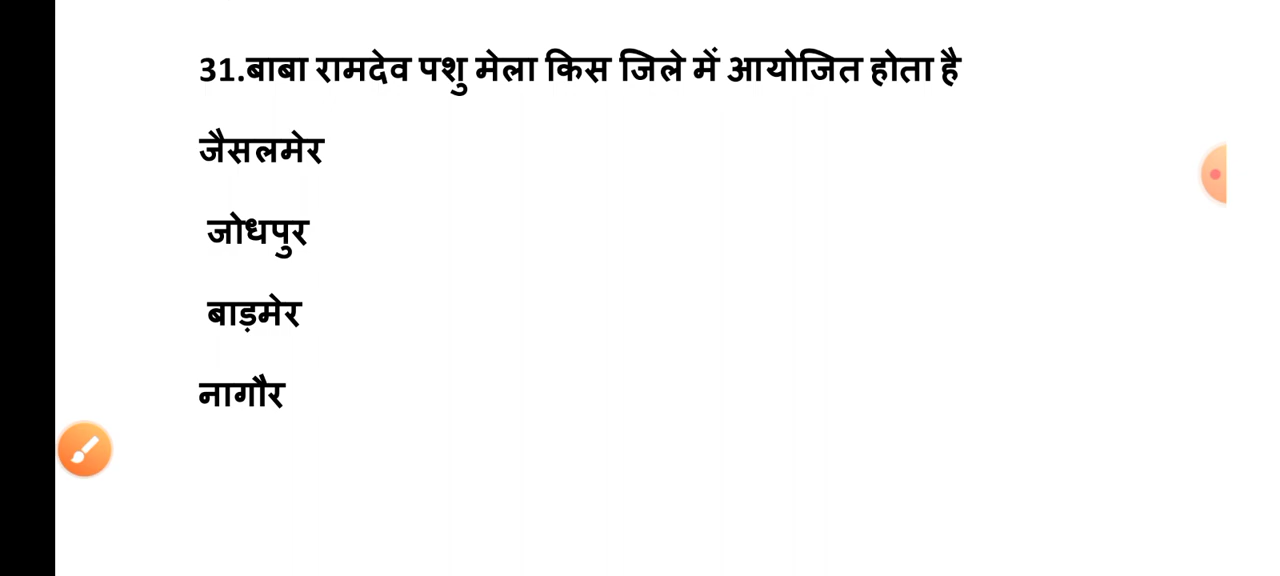 31.बाबा रामदेव पशु मेला किस जिले में आयोजित होता है
जैसलमेर
जोधपुर
बाड़मेर
नागौर